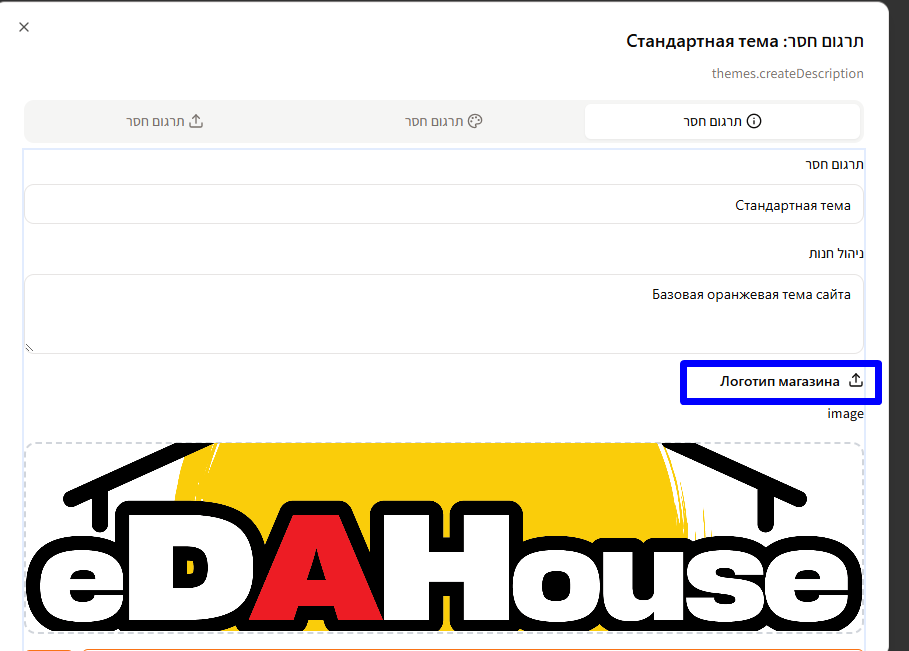 תרגום חסר: Стандартная тема
themes.createDescription
תרגום חסר
תרגום חסר
תרגום חסר
תרגום חסר
Стандартная тема
ניהול חנות
Базовая оранжевая тема сайта
Логотип магазина
image
eDAHouse